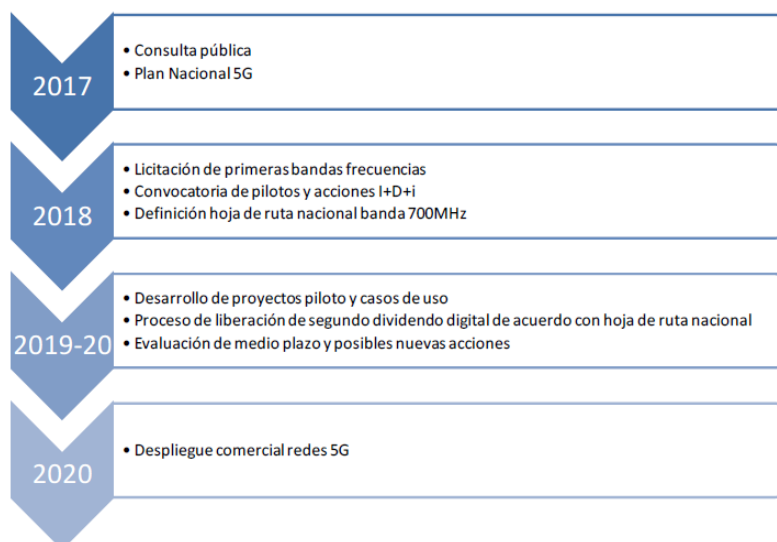 2017
• Consulta pública
• Plan Nacional 5G
2018
• Licitación de primeras bandas frecuencias
• Convocatoria de pilotos y acciones I+D+i
• Definición hoja de ruta nacional banda 700MHz
2019-20
• Desarrollo de proyectos piloto y casos de uso
• Proceso de liberación de segundo dividendo digital de acuerdo con hoja de ruta nacional
• Evaluación de medio plazo y posibles nuevas acciones
2020
• Despliegue comercial redes 5G